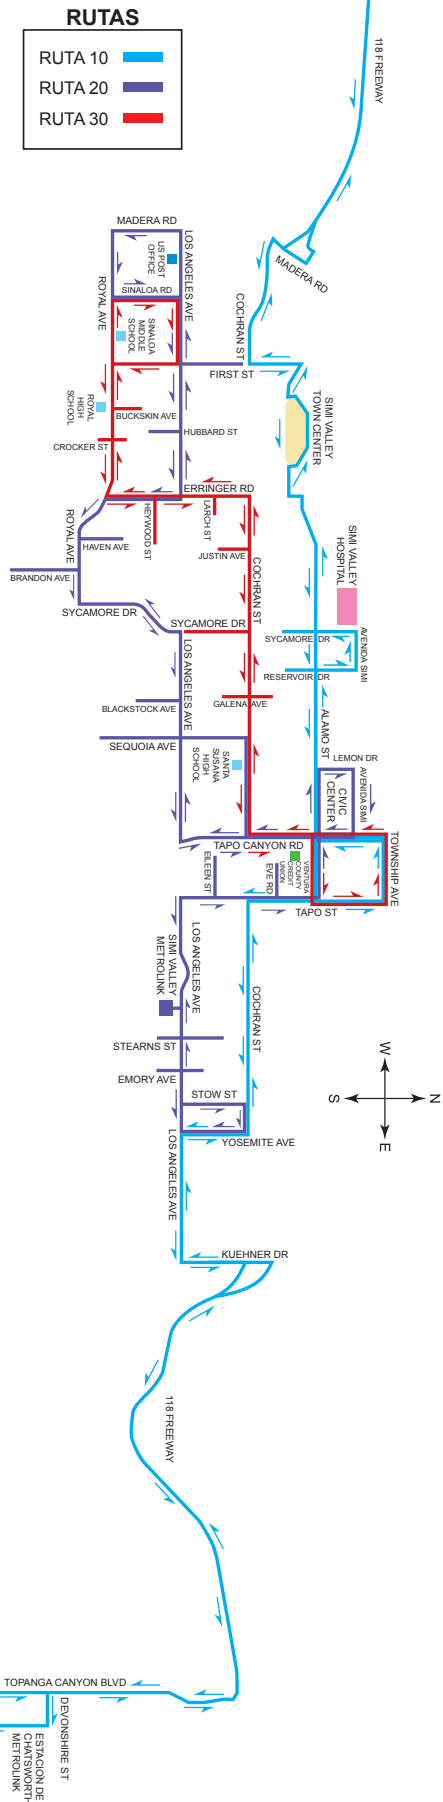 RUTAS
RUTA 10
RUTA 20
RUTA 30
118 FREEWAY
MADERA RD
MADERA RD
LOS ANGELES AVE
US POST
OFFICE
SINALOA RD
ROYAL AVE
COCHRAN ST
SINALOA
MIDDLE
SCHOOL
FIRST ST
ROYAL
HIGH
SCHOOL
BUCKSKIN AVE
SIMI VALLEY
TOWN CENTER
HUBBARD ST
CROCKER ST
ERRINGER RD
HEYWOOD ST
LARCH ST
ROYAL AVE
HAVEN AVE
JUSTIN AVE
COCHRAN ST
SIMI VALLEY
HOSPITAL
BRANDON AVE
SYCAMORE DR
SYCAMORE DR
SYCAMORE DR
AVENIDA SIMI
LOS ANGELES AVE
RESERVOIR DR
BLACKSTOCK AVE
GALENA AVE
ALAMO ST
SEQUOIA AVE
SANTA
SUSANA
HIGH
SCHOOL
LEMON DR
CIVIC
CENTER
AVENIDA SIMI
TAPO CANYON RD
TOWNSHIP AVE
EILEEN ST
EVE RD
VENTURA
COUNTY
CREDIT
UNION
TAPO ST
LOS ANGELES AVE
SIMI VALLEY
METROLINK
COCHRAN ST
STEARNS ST
W
S
N
E
EMORY AVE
STOW ST
LOS ANGELES AVE
YOSEMITE AVE
KUEHNER DR
118 FREEWAY
TOPANGA CANYON BLVD
DEVONSHIRE ST
ESTACIÓN DE
CHATSWORTH
METROLINK